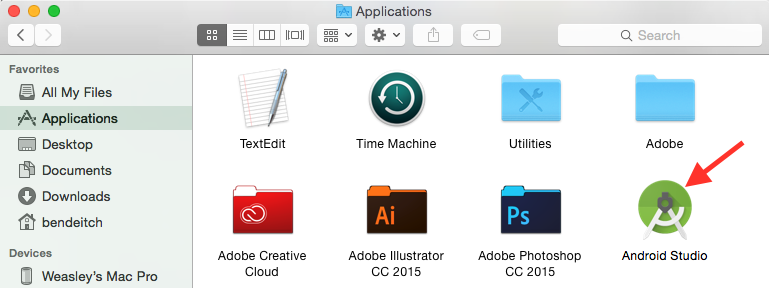 Applications
Search
Favorites
All My Files
Applications
Desktop
Documents
Downloads
bendeitch
Devices
Weasley's Mac Pro
TextEdit
Time Machine
Utilities
Adobe
Ai
Ps
Adobe Creative
Cloud
Adobe Illustrator
CC 2015
Adobe Photoshop
CC 2015
Android Studio